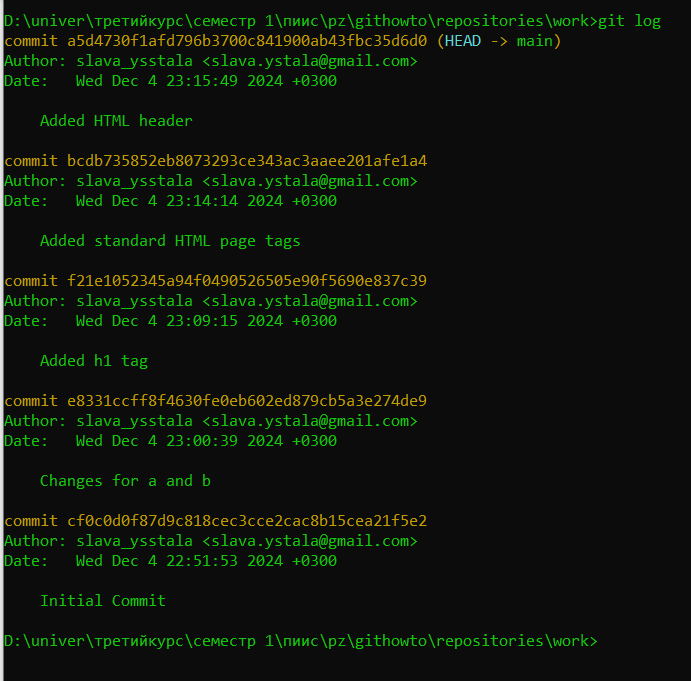 D:\univer\третийкурс\семестр 1\пиис\pz\githowto\repositories\work>git log
commit a5d4730f1afd796b3700c841900ab43fbc35d6d0 (HEAD -> main)
Author: slava_ysstala <slava.ystala@gmail.com>
Date:   Wed Dec 4 23:15:49 2024 +0300
    Added HTML header
commit bcdb735852eb8073293ce343ac3aaee201afe1a4
Author: slava_ysstala <slava.ystala@gmail.com>
Date:   Wed Dec 4 23:14:14 2024 +0300
    Added standard HTML page tags
commit f21e1052345a94f0490526505e90f5690e837c39
Author: slava_ysstala <slava.ystala@gmail.com>
Date:   Wed Dec 4 23:09:15 2024 +0300
    Added h1 tag
commit e8331ccff8f4630fe0eb602ed879cb5a3e274de9
Author: slava_ysstala <slava.ystala@gmail.com>
Date:   Wed Dec 4 23:00:39 2024 +0300
    Changes for a and b
commit cf0c0d0f87d9c818cec3cce2cac8b15cea21f5e2
Author: slava_ysstala <slava.ystala@gmail.com>
Date:   Wed Dec 4 22:51:53 2024 +0300
    Initial Commit
D:\univer\третийкурс\семестр 1\пиис\pz\githowto\repositories\work>